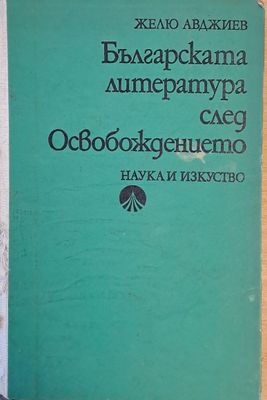 ЖЕЛЮ АВДЖИЕВ
Българската
литература
след
Освобождението
НАУКА И ИЗКУСТВО